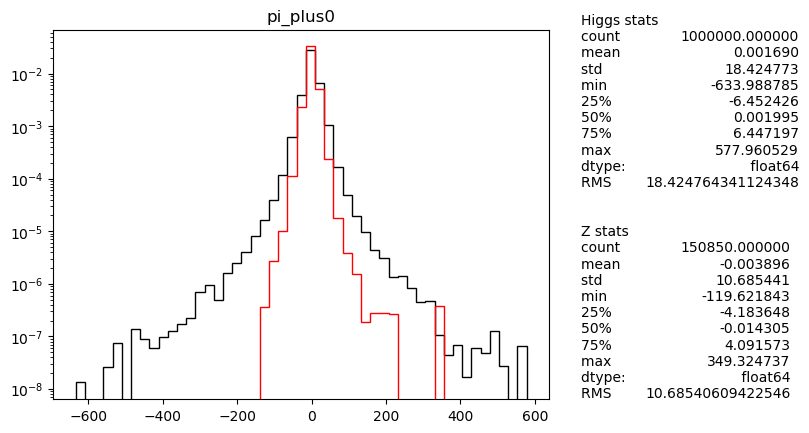 pi_plus0
10⁻²
10⁻³
10⁻⁴
10⁻⁵
10⁻⁶
10⁻⁷
10⁻⁸
−600 −400 −200 0 200 400 600
Higgs stats
count 1000000.000000
mean 0.001690
std 18.424773
min -633.988785
25% -6.452426
50% 0.001995
75% 6.447197
max 577.960529
dtype: float64
RMS 18.424764341124348
Z stats
count 150850.000000
mean -0.003896
std 10.685441
min -119.621843
25% -4.183648
50% -0.014305
75% 4.091573
max 349.324737
dtype: float64
RMS 10.68540609422546